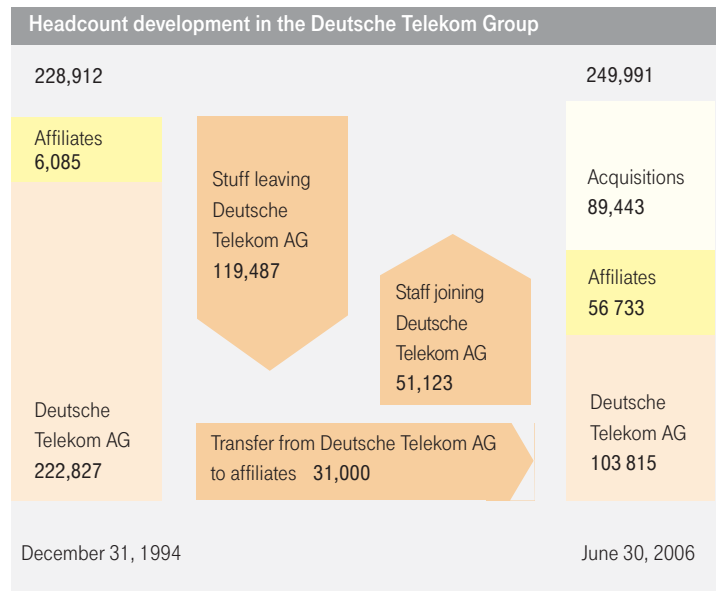 Headcount development in the Deutsche Telekom Group
228,912
Affiliates
6,085
Deutsche
Telekom AG
222,827
Stuff leaving
Deutsche
Telekom AG
119,487
Staff joining
Deutsche
Telekom AG
51,123
Transfer from Deutsche Telekom AG
to affiliates 31,000
249,991
Acquisitions
89,443
Affiliates
56 733
Deutsche
Telekom AG
103 815
December 31, 1994
June 30, 2006